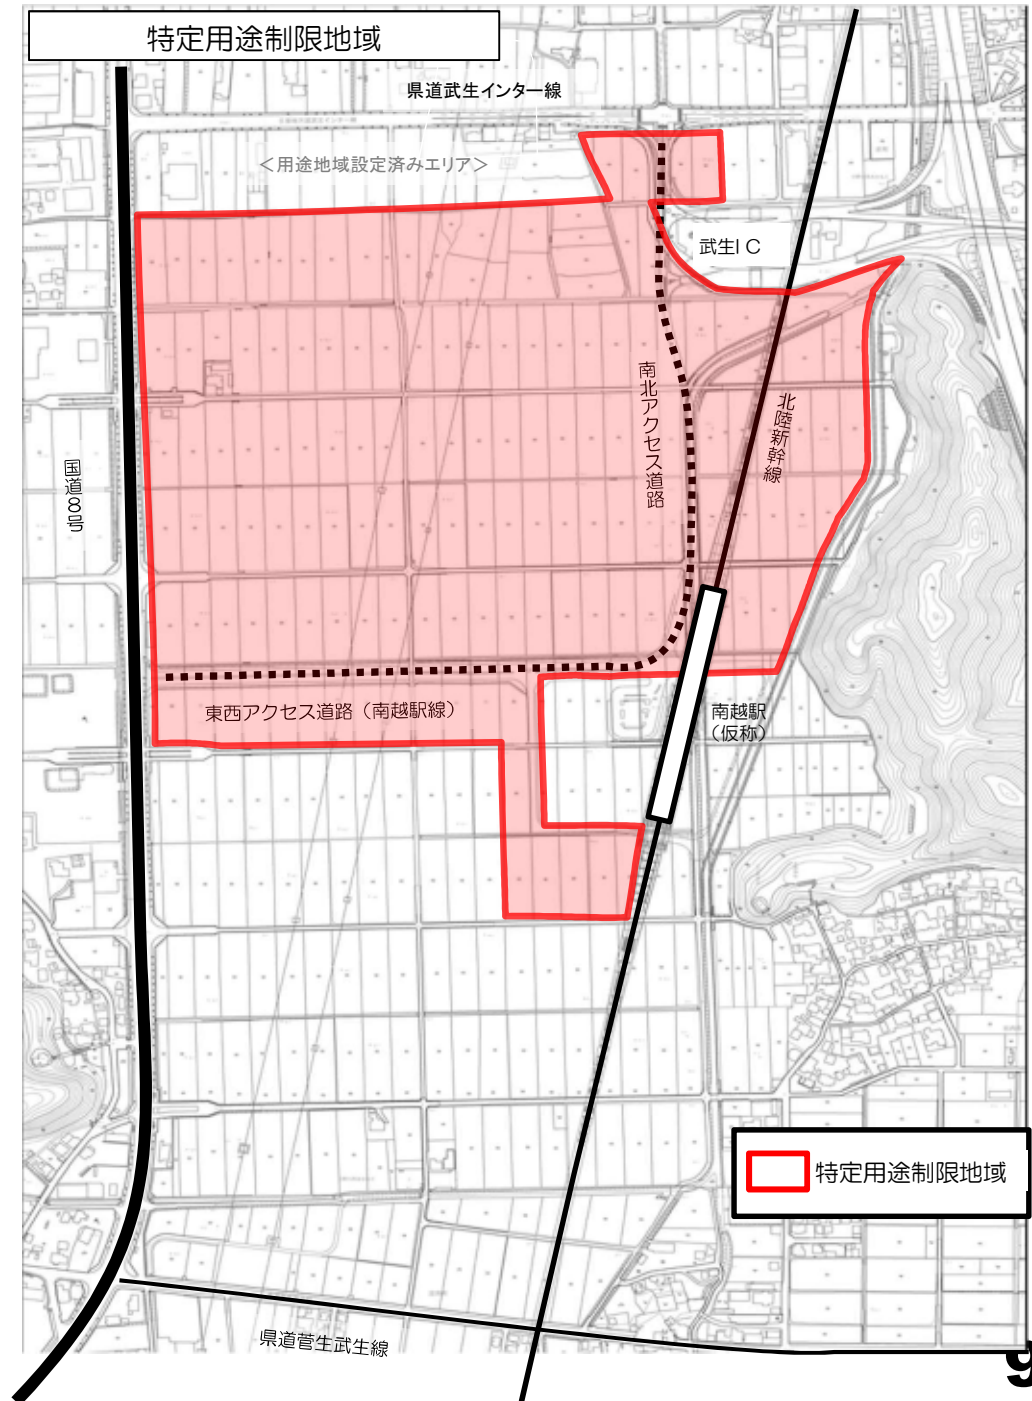 特定用途制限地域
県道武生インター線
＜用途地域設定済みエリア＞
武生ＩＣ
南北アクセス道路
北陸新幹線
国道8号
東西アクセス道路（南越駅線）
南越駅
（仮称）
特定用途制限地域
県道菅生武生線
9